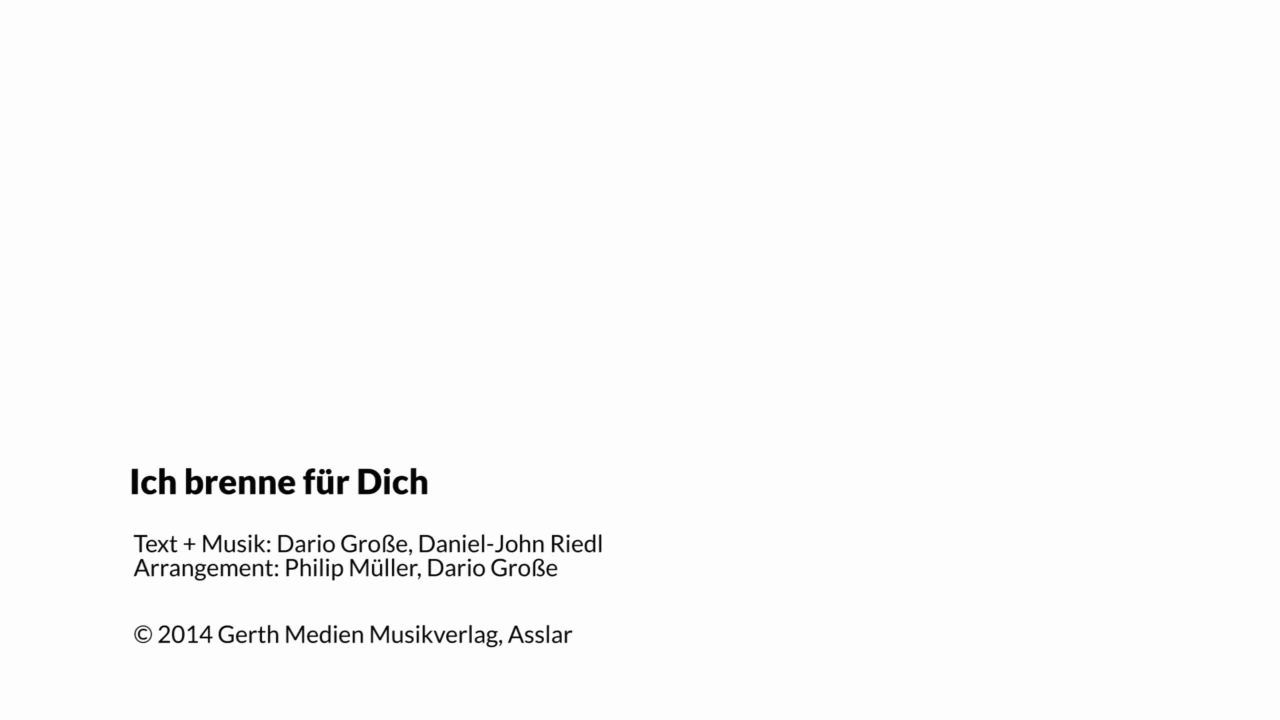 Ich brenne für Dich
Text + Musik: Dario Große, Daniel-John Riedl
Arrangement: Philip Müller, Dario Große
© 2014 Gerth Medien Musikverlag, Asslar